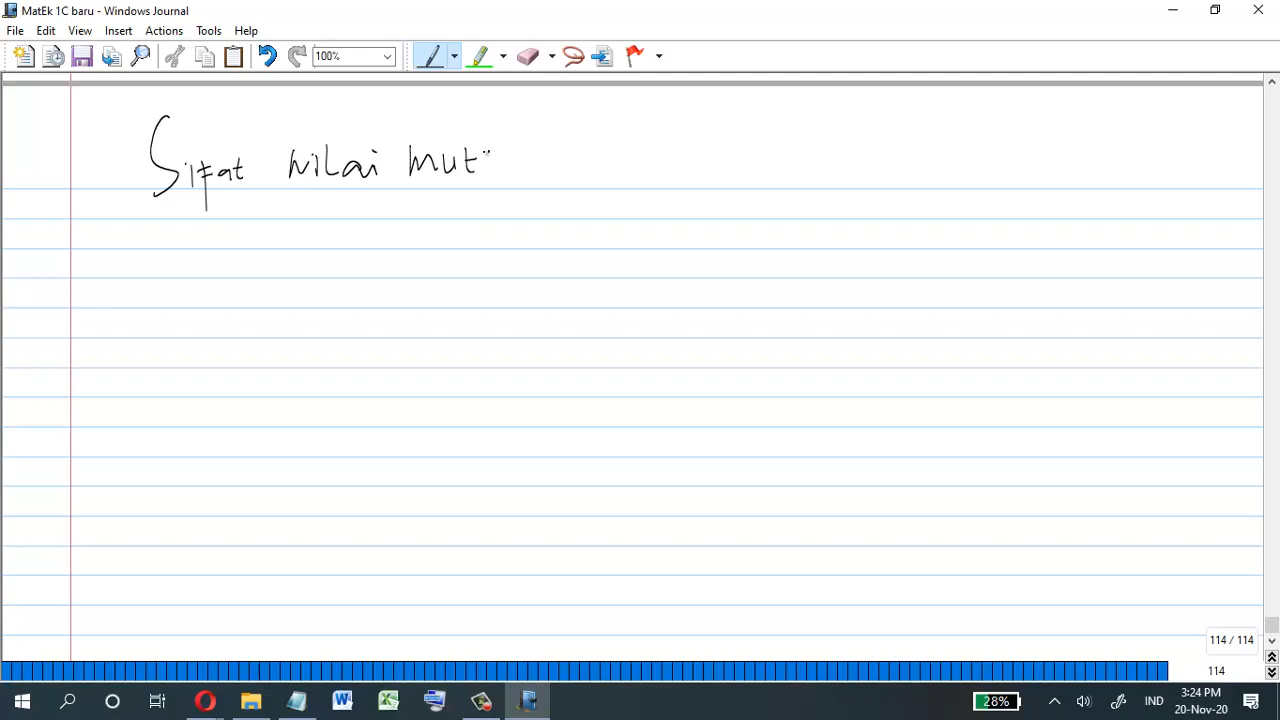 MatEk 1C baru - Windows Journal
File Edit View Insert Actions Tools Help
100%
Sifat nilai mut
114 / 114
114
28% IND 3:24 PM
20-Nov-20